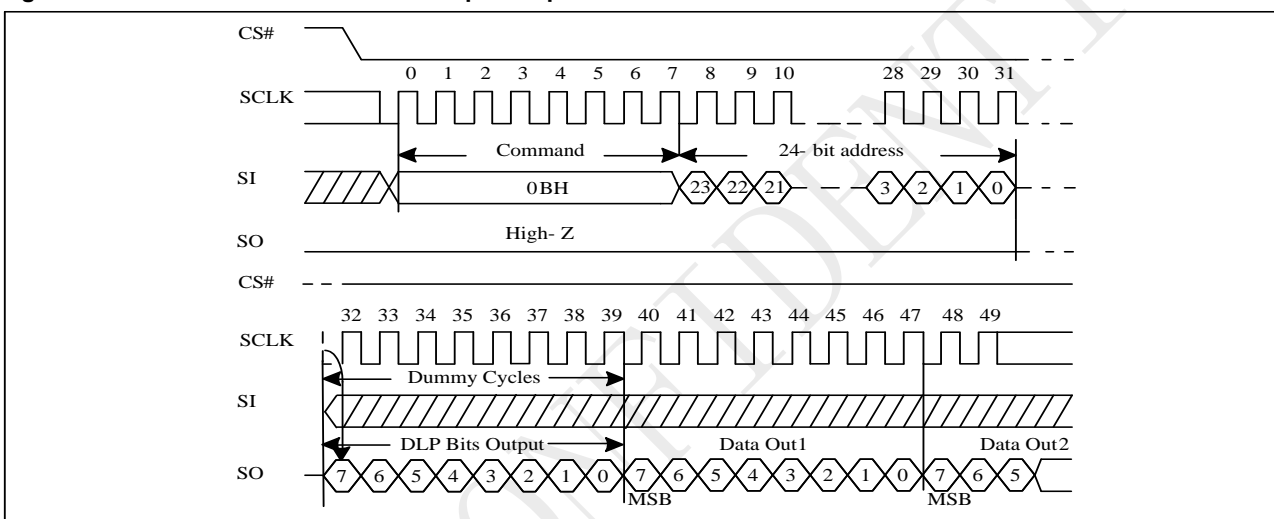 CS#
0 1 2 3 4 5 6 7 8 9 10 28 29 30 31
SCLK
Command 24- bit address
SI 0BH 23 22 21 3 2 1 0
SO High- Z
CS#
32 33 34 35 36 37 38 39 40 41 42 43 44 45 46 47 48 49
SCLK
Dummy Cycles
SI
DLP Bits Output Data Out1 Data Out2
SO 7 6 5 4 3 2 1 0 7 6 5 4 3 2 1 0 7 6 5
MSB MSB